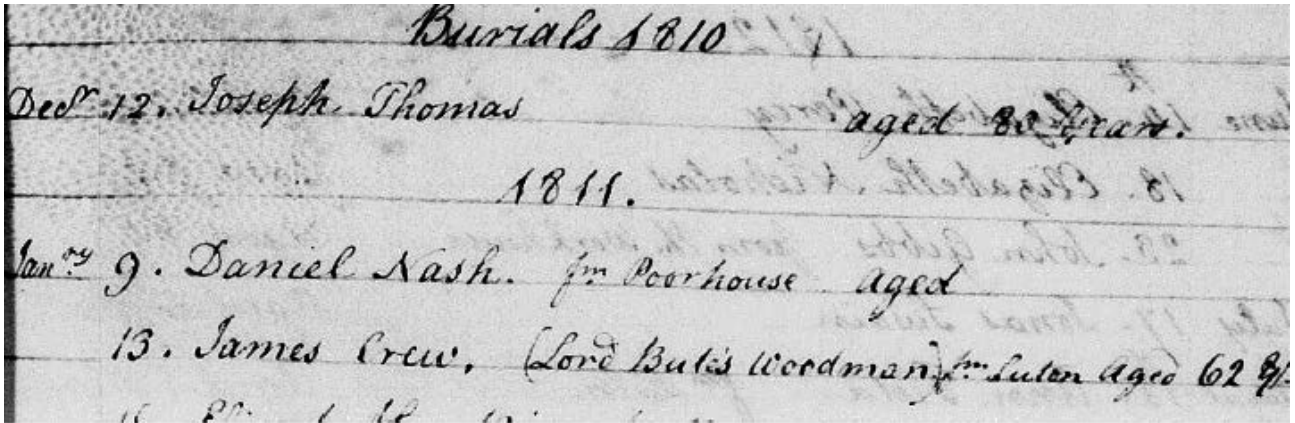 Burials 1810
Decr 12. Joseph Thomas aged Years.
1811.
Janry 9. Daniel Nash. fm Poorhouse aged
13. James Crew, (Lord Bute's Woodman) fm Luton Aged 62 Ys